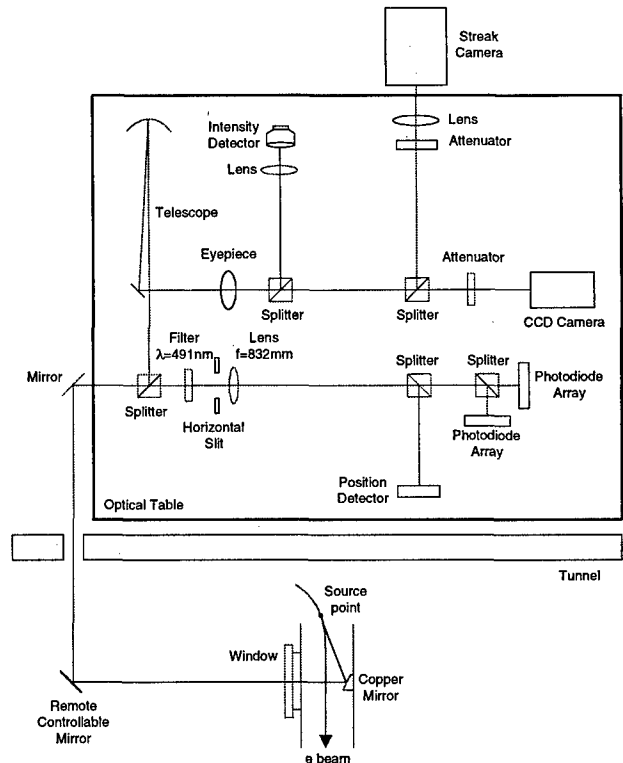 Streak
Camera
Lens
Attenuator
Intensity
Detector
Lens
Telescope
Eyepiece
Attenuator
Splitter
Splitter
CCD Camera
Filter
λ=491nm
Lens
f=832mm
Splitter
Splitter
Mirror
Splitter
Horizontal
Slit
Photodiode
Array
Photodiode
Array
Position
Detector
Optical Table
Tunnel
Source
point
Window
Copper
Mirror
Remote
Controllable
Mirror
e beam